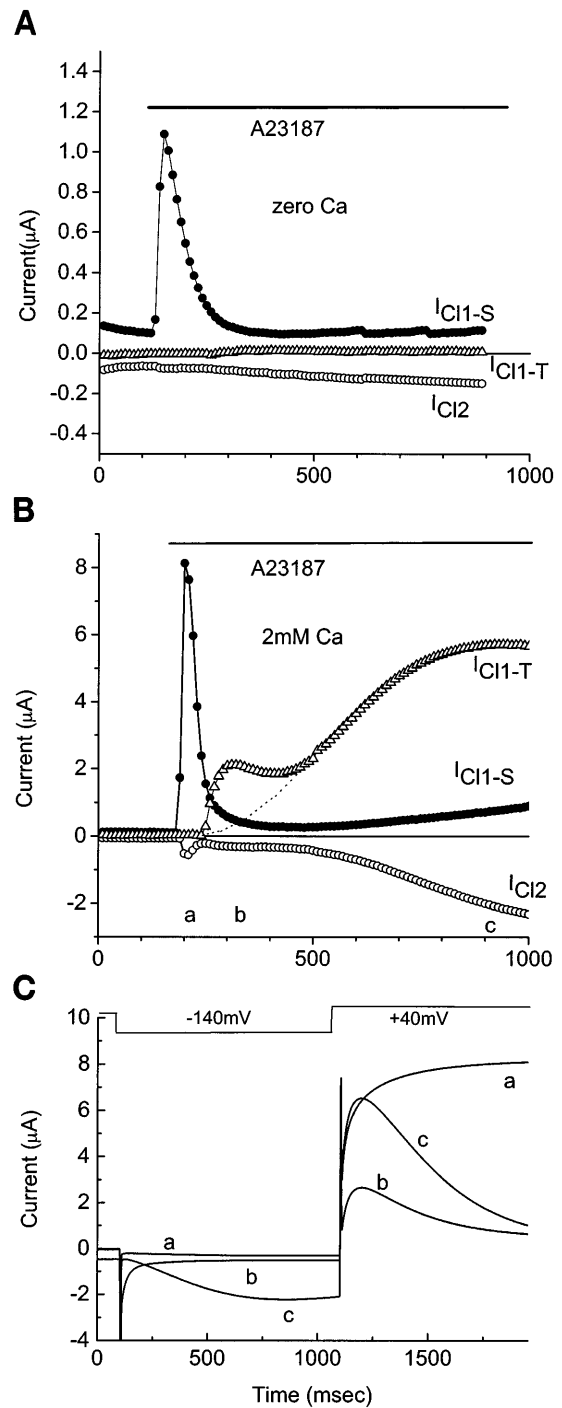 A
1.4
1.2
1.0
0.8
0.6
0.4
0.2
0.0
-0.2
-0.4
Current(μA)
A23187
zero Ca
ICl1-S
ICl1-T
ICl2
0 500 1000
B
8
6
4
2
0
-2
Current (μA)
A23187
2mM Ca
ICl1-T
ICl1-S
ICl2
a b c
0 500 1000
C
10
8
6
4
2
0
-2
-4
Current (μA)
-140mV +40mV
a
c
b
a
b
c
0 500 1000 1500
Time (msec)